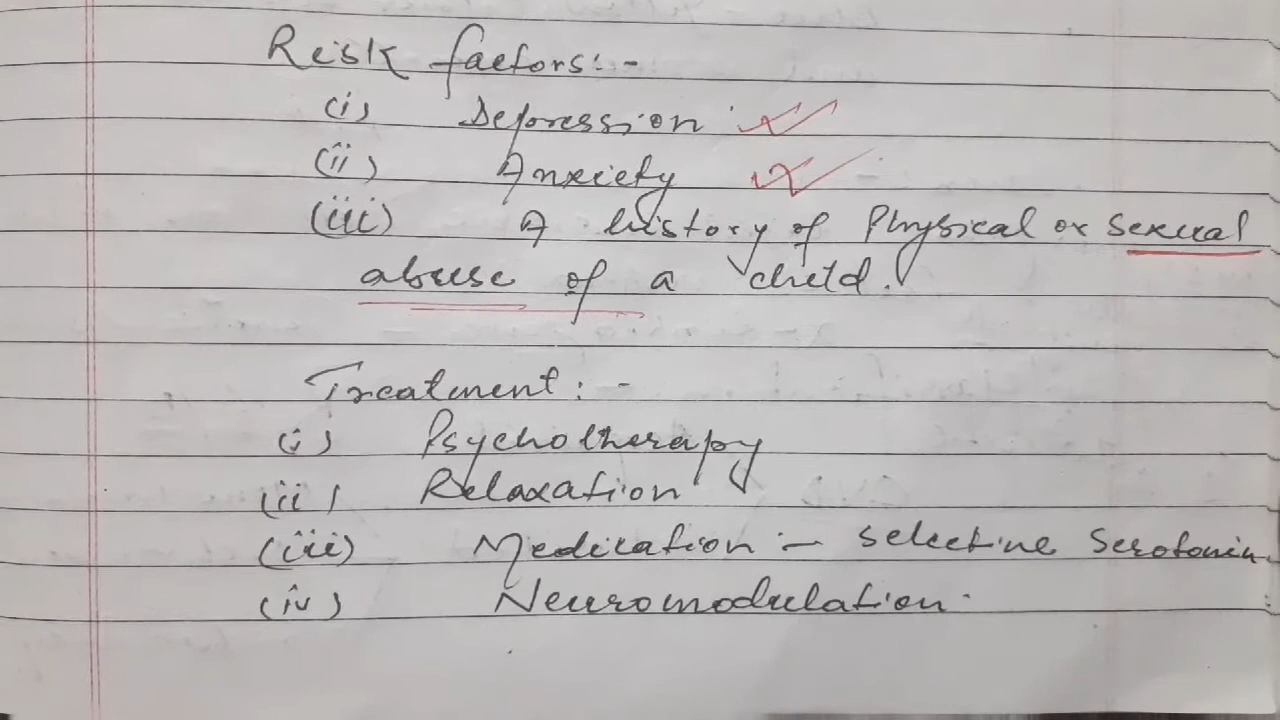 Risk factors:-
(i) Depression
(ii) Anxiety
(iii) A history of Physical or sexual
abuse of a child.
Treatment:-
(i) Psychotherapy
(ii) Relaxation
(iii) Medication:- selective serotonin
(iv) Neuromodulation.